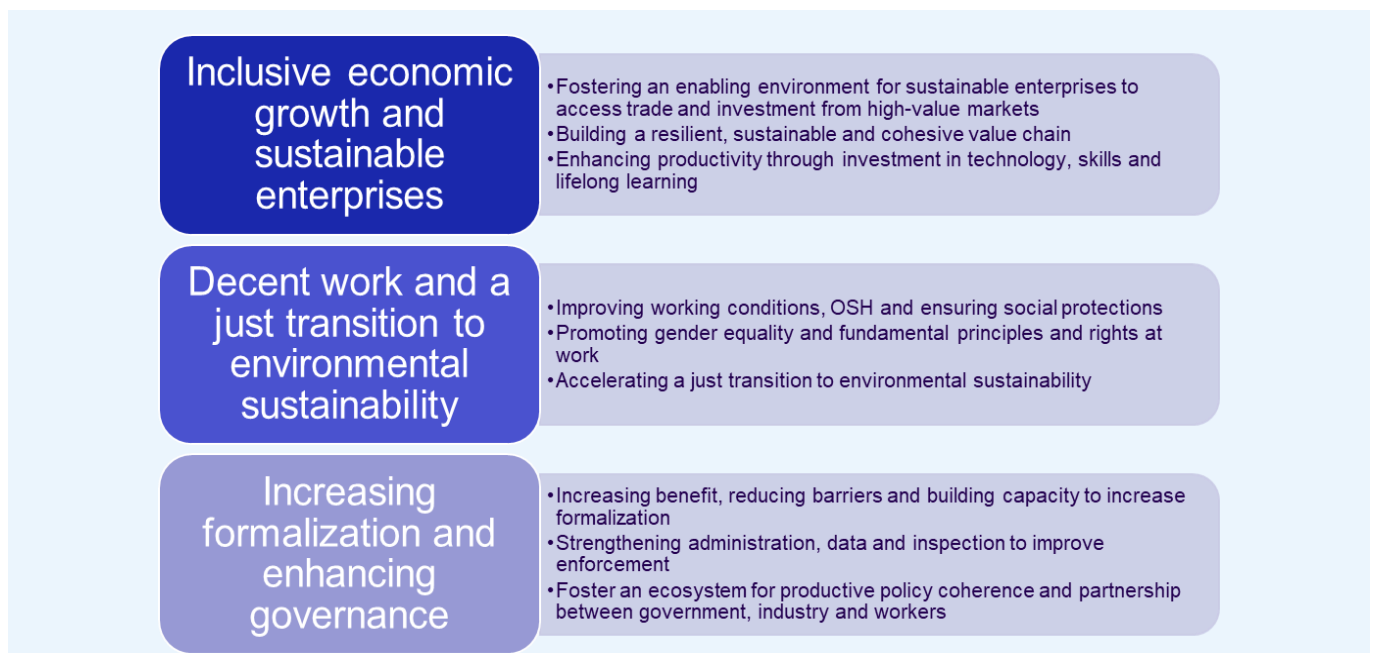 Inclusive economic
growth and
sustainable
enterprises
•Fostering an enabling environment for sustainable enterprises to
access trade and investment from high-value markets
•Building a resilient, sustainable and cohesive value chain
•Enhancing productivity through investment in technology, skills and
lifelong learning
Decent work and a
just transition to
environmental
sustainability
•Improving working conditions, OSH and ensuring social protections
•Promoting gender equality and fundamental principles and rights at
work
•Accelerating a just transition to environmental sustainability
Increasing
formalization and
enhancing
governance
•Increasing benefit, reducing barriers and building capacity to increase
formalization
•Strengthening administration, data and inspection to improve
enforcement
•Foster an ecosystem for productive policy coherence and partnership
between government, industry and workers